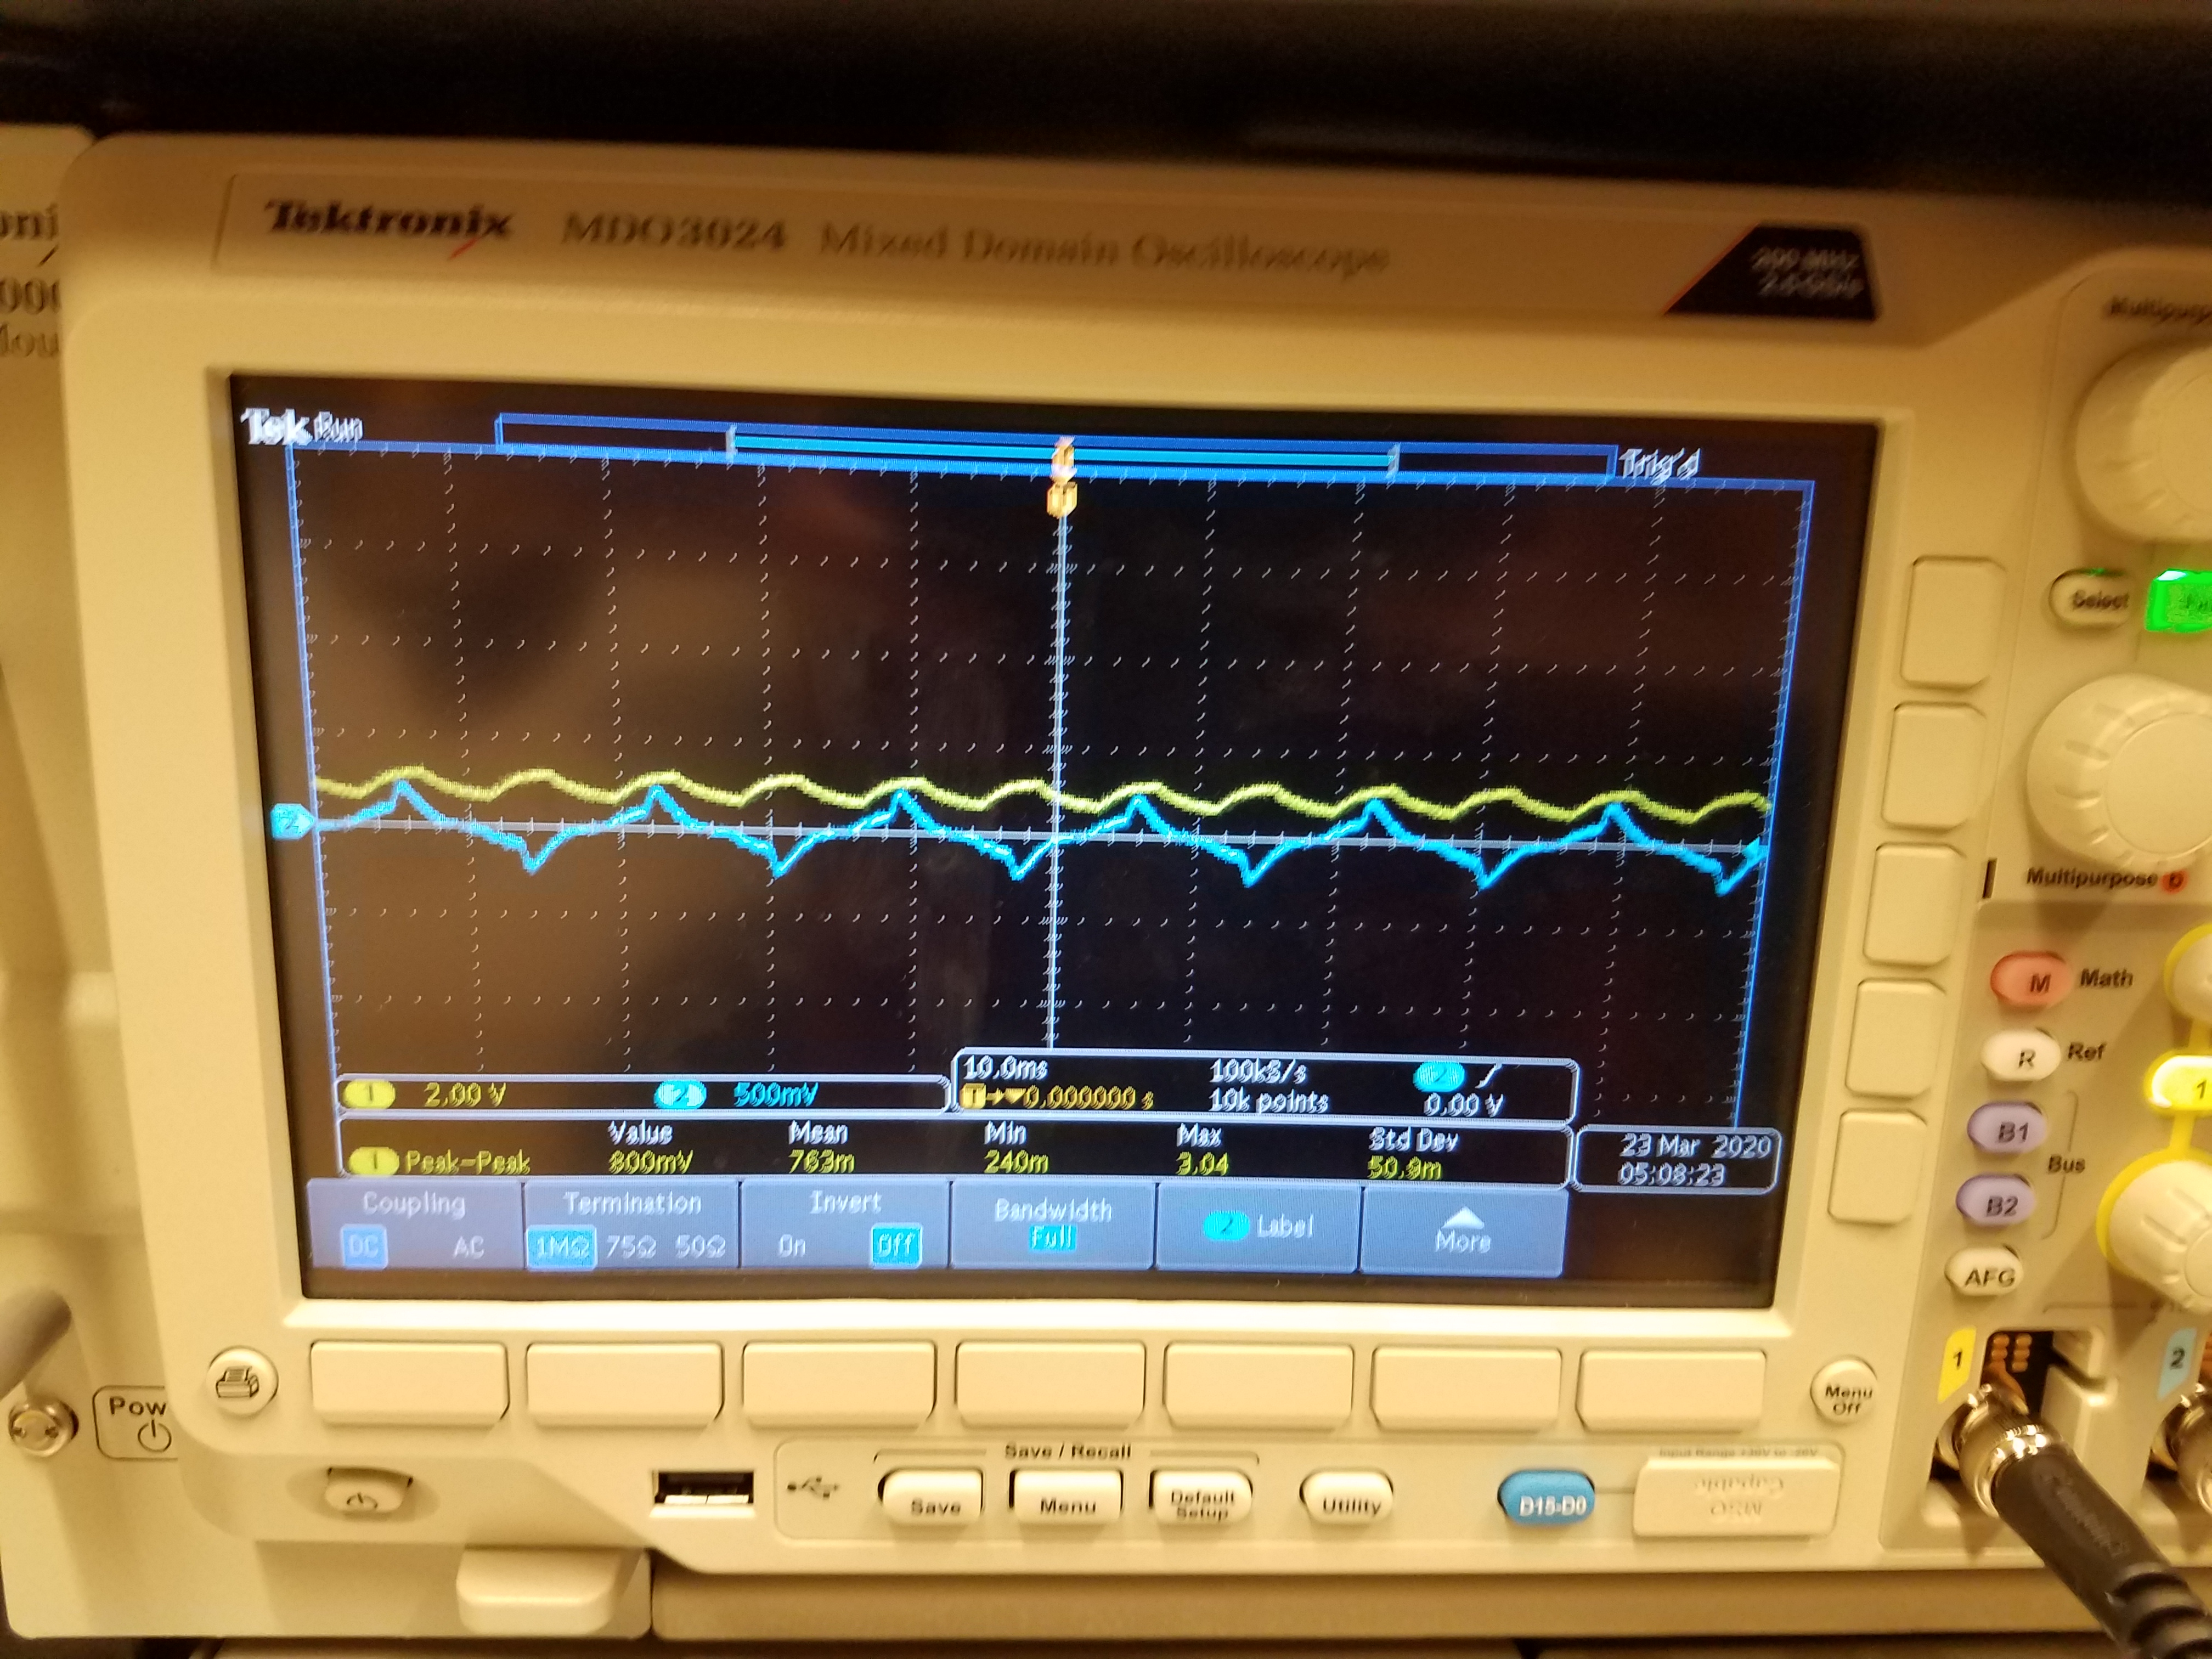 Tektronix MDO3024 Mixed Domain Oscilloscope
200 MHz
Tek Run
Trig'd
2
1 2.00 V 2 500mV
10.0ms 100kS/s 2
T→▼0.000000 s 10k points 0.00 V
Value Mean Min Max Std Dev
1 Peak-Peak 800mV 763m 240m 3.04 50.9m
23 Mar 2020
05:08:23
Coupling
DC AC
Termination
1MΩ 75Ω 50Ω
Invert
On Off
Bandwidth
Full
2 Label
More
Select
Multipurpose b
M Math
R Ref
B1
B2
Bus
AFG
1
1
2
Menu
Off
Save / Recall
Save
Menu
Default
Setup
Utility
D15-D0
MSO
Capable